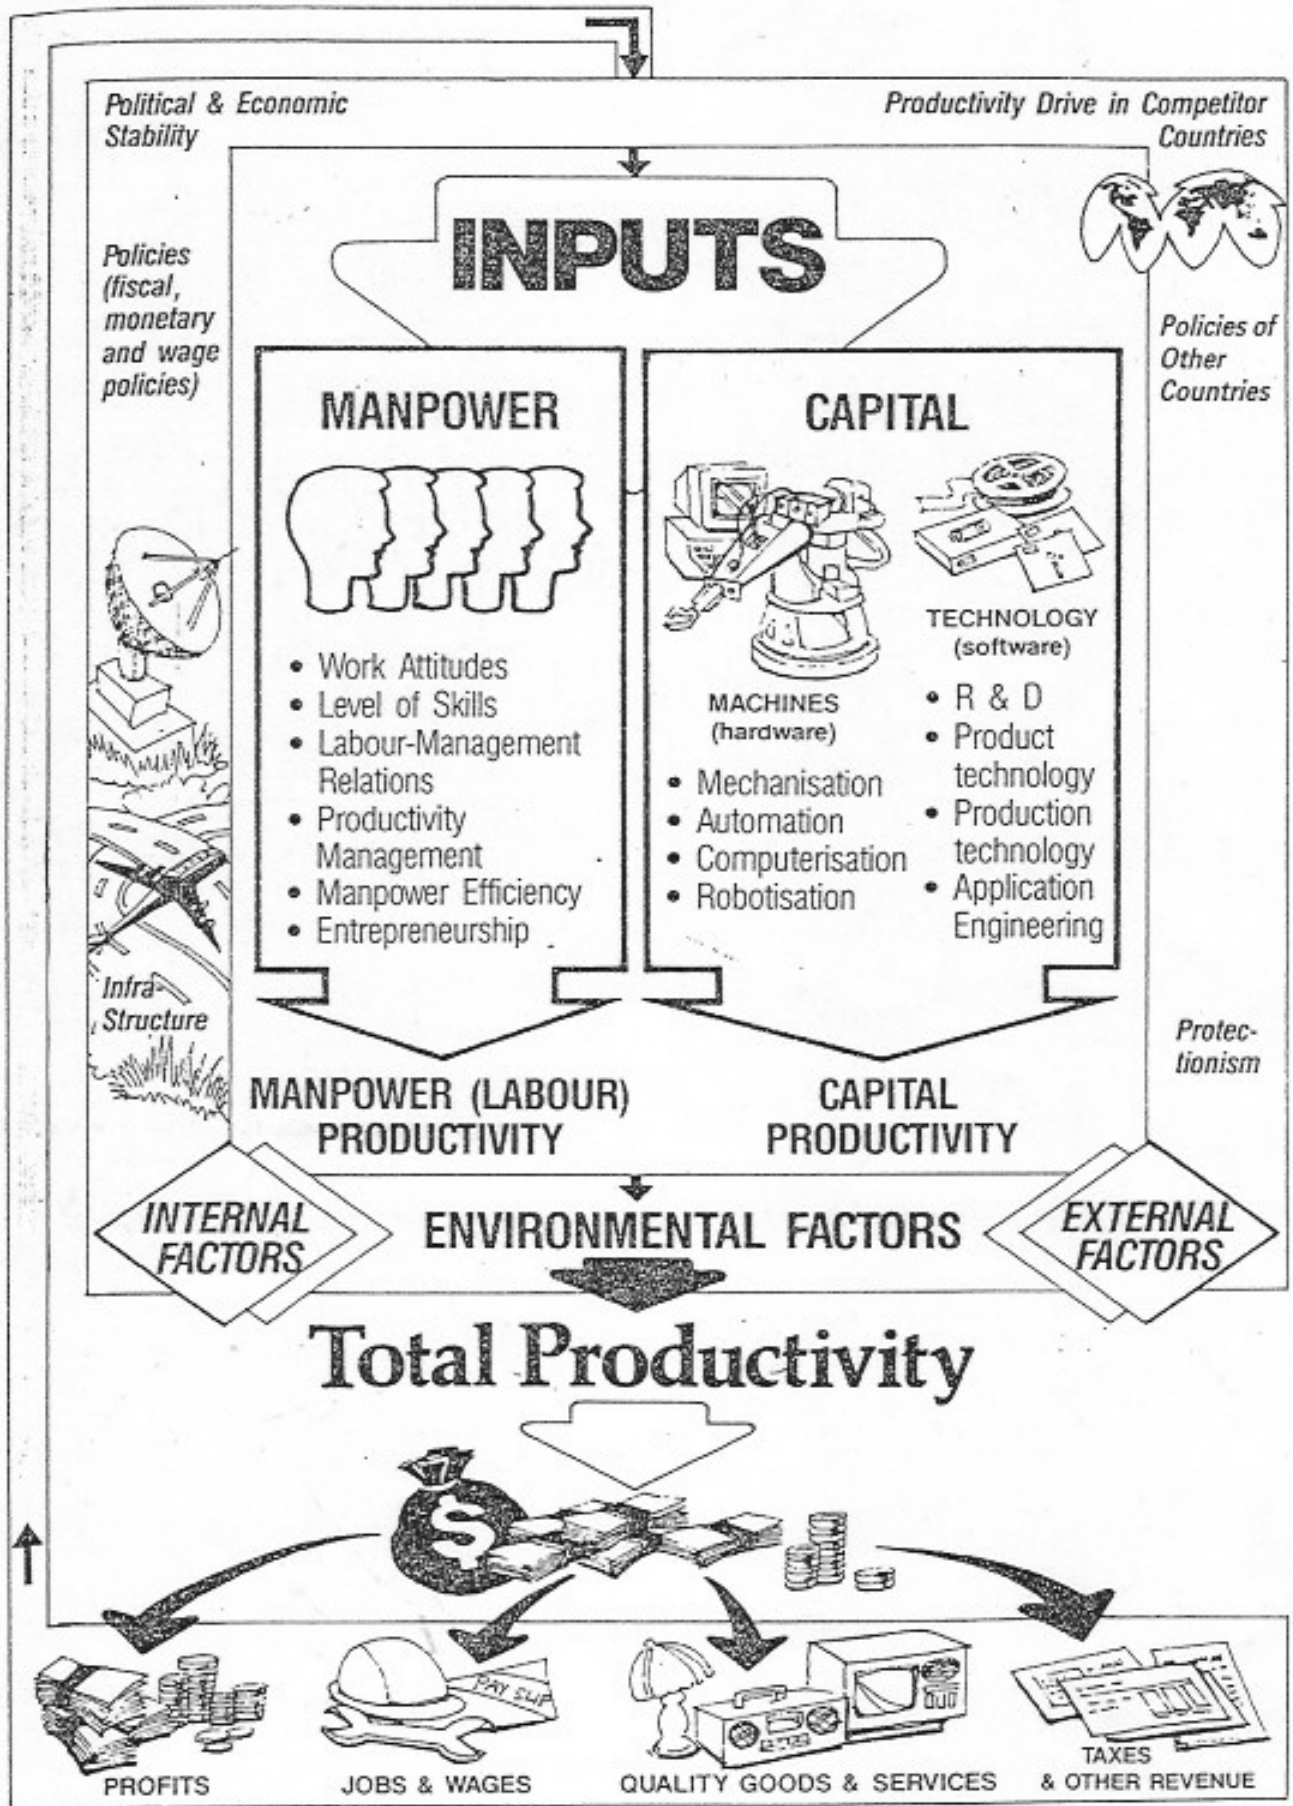 Political & Economic
Stability
Productivity Drive in Competitor
Countries
INPUTS
Policies
(fiscal,
monetary
and wage
policies)
Policies of
Other
Countries
MANPOWER
• Work Attitudes
• Level of Skills
• Labour-Management
Relations
• Productivity
Management
• Manpower Efficiency
• Entrepreneurship
CAPITAL
MACHINES
(hardware)
• Mechanisation
• Automation
• Computerisation
• Robotisation
TECHNOLOGY
(software)
• R & D
• Product
technology
• Production
technology
• Application
Engineering
Infra-
Structure
Protec-
tionism
MANPOWER (LABOUR)
PRODUCTIVITY
CAPITAL
PRODUCTIVITY
INTERNAL
FACTORS
ENVIRONMENTAL FACTORS
EXTERNAL
FACTORS
Total Productivity
$
PAY SLIP
PROFITS
JOBS & WAGES
QUALITY GOODS & SERVICES
TAXES
& OTHER REVENUE